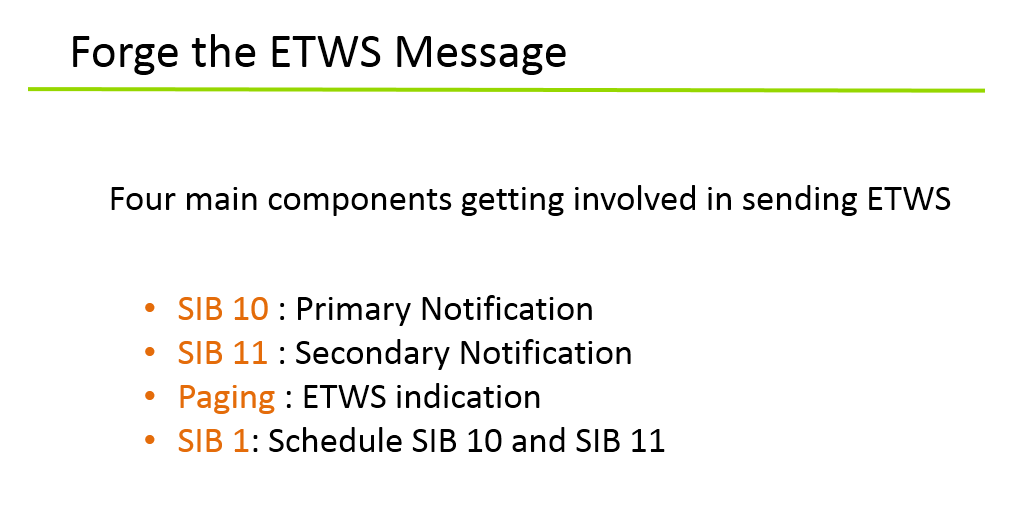 Forge the ETWS Message
Four main components getting involved in sending ETWS
• SIB 10 : Primary Notification
• SIB 11 : Secondary Notification
• Paging : ETWS indication
• SIB 1: Schedule SIB 10 and SIB 11